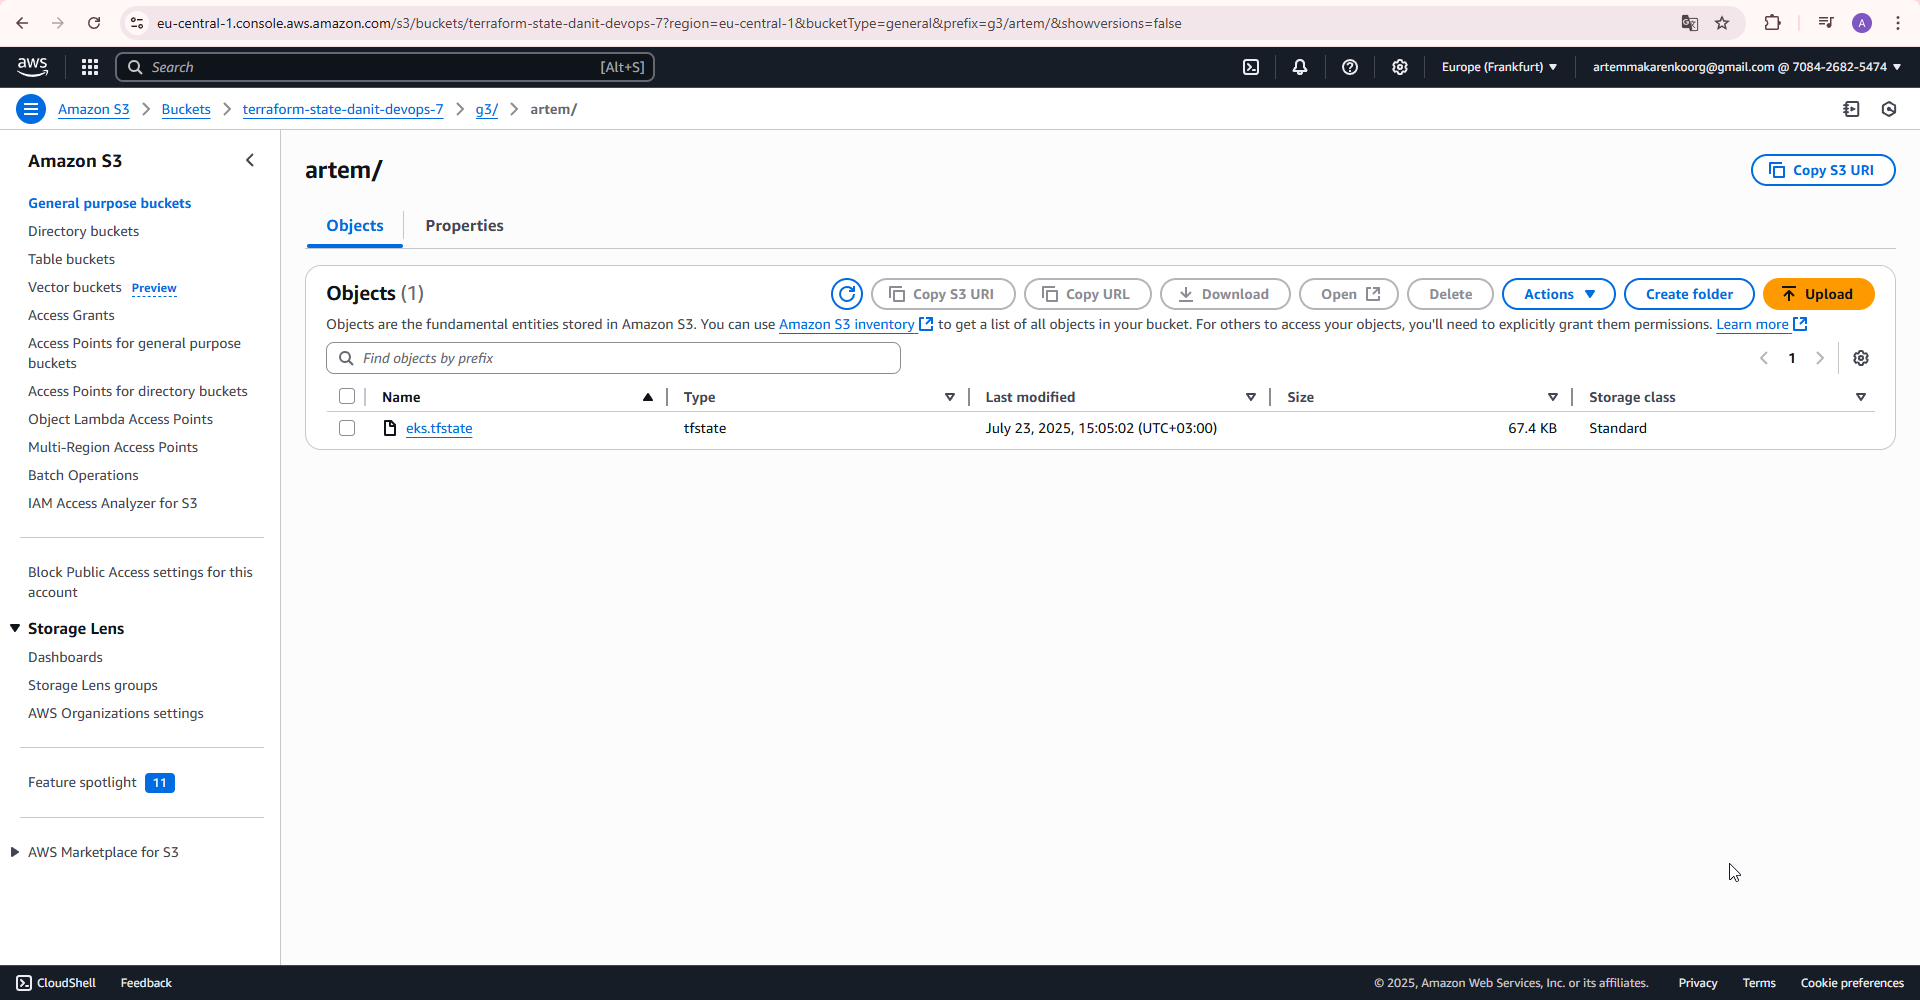 eu-central-1.console.aws.amazon.com/s3/buckets/terraform-state-danit-devops-7?region=eu-central-1&bucketType=general&prefix=g3/artem/&showversions=false
A
aws
Search
[Alt+S]
Europe (Frankfurt)
artemmakarenkoorg@gmail.com @ 7084-2682-5474
Amazon S3
Buckets
terraform-state-danit-devops-7
g3/
artem/
Amazon S3
General purpose buckets
Directory buckets
Table buckets
Vector buckets Preview
Access Grants
Access Points for general purpose
buckets
Access Points for directory buckets
Object Lambda Access Points
Multi-Region Access Points
Batch Operations
IAM Access Analyzer for S3
Block Public Access settings for this
account
Storage Lens
Dashboards
Storage Lens groups
AWS Organizations settings
Feature spotlight 11
AWS Marketplace for S3
artem/
Copy S3 URI
Objects
Properties
Objects (1)
Copy S3 URI
Copy URL
Download
Open
Delete
Actions
Create folder
Upload
Objects are the fundamental entities stored in Amazon S3. You can use Amazon S3 inventory to get a list of all objects in your bucket. For others to access your objects, you'll need to explicitly grant them permissions. Learn more
Find objects by prefix
1
Name Type Last modified Size Storage class
eks.tfstate tfstate July 23, 2025, 15:05:02 (UTC+03:00) 67.4 KB Standard
CloudShell
Feedback
© 2025, Amazon Web Services, Inc. or its affiliates.
Privacy
Terms
Cookie preferences